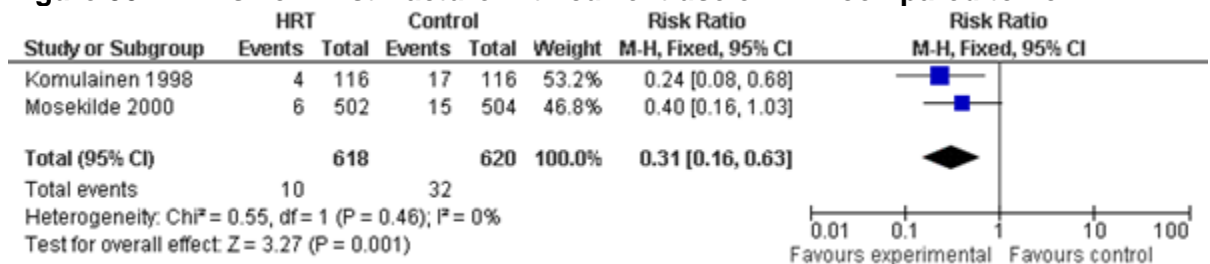 HRT Control Risk Ratio Risk Ratio
Study or Subgroup Events Total Events Total Weight M-H, Fixed, 95% CI M-H, Fixed, 95% CI
Komulainen 1998 4 116 17 116 53.2% 0.24 [0.08, 0.68]
Mosekilde 2000 6 502 15 504 46.8% 0.40 [0.16, 1.03]
Total (95% CI) 618 620 100.0% 0.31 [0.16, 0.63]
Total events 10 32
Heterogeneity: Chi² = 0.55, df = 1 (P = 0.46); I² = 0%
Test for overall effect: Z = 3.27 (P = 0.001)
0.01 0.1 1 10 100
Favours experimental Favours control